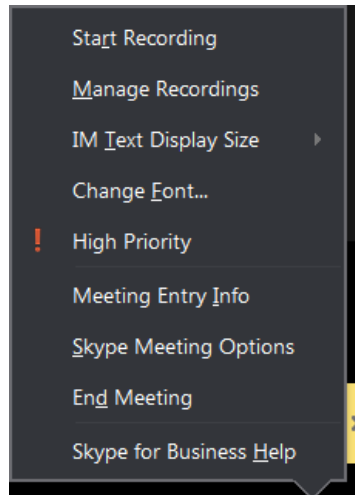 Start Recording
Manage Recordings
IM Text Display Size
Change Font...
High Priority
Meeting Entry Info
Skype Meeting Options
End Meeting
Skype for Business Help